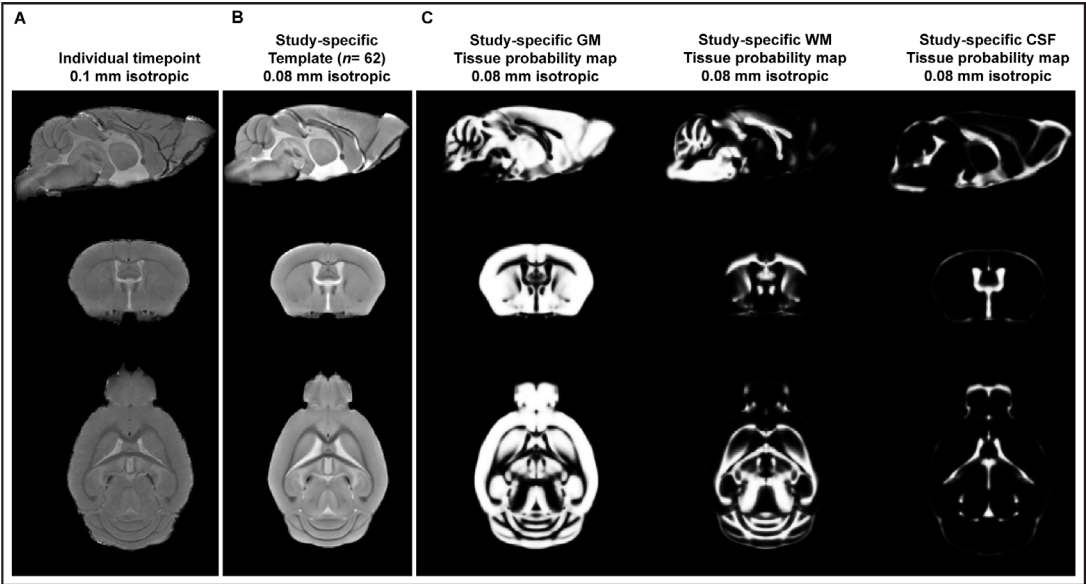 A
Individual timepoint
0.1 mm isotropic
B
Study-specific
Template (n= 62)
0.08 mm isotropic
C
Study-specific GM
Tissue probability map
0.08 mm isotropic
Study-specific WM
Tissue probability map
0.08 mm isotropic
Study-specific CSF
Tissue probability map
0.08 mm isotropic